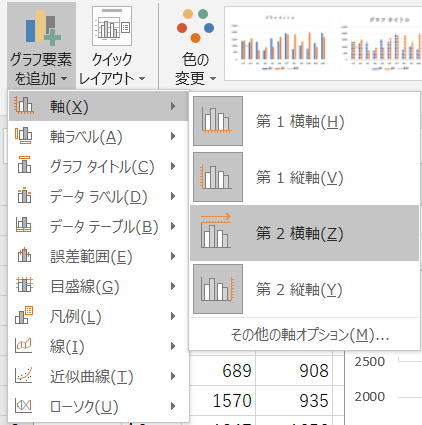 グラフ要素
を追加
クイック
レイアウト
色の
変更
グラフ タイトル
グラフ タイトル
軸(X)
軸ラベル(A)
グラフ タイトル(C)
データ ラベル(D)
データ テーブル(B)
誤差範囲(E)
目盛線(G)
凡例(L)
線(I)
近似曲線(T)
ローソク(U)
第 1 横軸(H)
第 1 縦軸(V)
第 2 横軸(Z)
第 2 縦軸(Y)
その他の軸オプション(M)...
689 908
1570 935
2500
2000